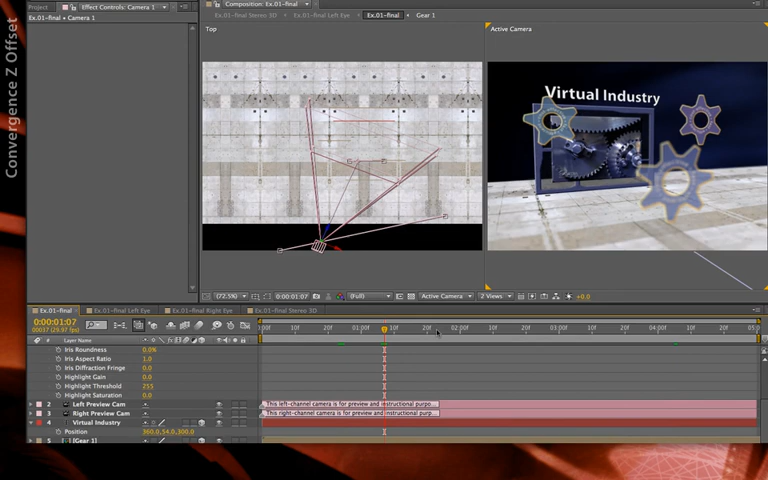 Convergence Z Offset
Project
Effect Controls: Camera 1
Ex.01-final • Camera 1
Composition: Ex.01-final
Ex.01-final Stereo 3D
Ex.01-final Left Eye
Ex.01-final
Gear 1
Top
Active Camera
Virtual Industry
(72.5%)
0:00:01:07
(Full)
Active Camera
2 Views
+0.0
Ex.01-final
Ex.01-final Left Eye
Ex.01-final Right Eye
Ex.01-final Stereo 3D
0:00:01:07
00037 (29.97 fps)
:00f
10f
20f
01:00f
10f
20f
02:00f
10f
20f
03:00f
10f
20f
04:00f
10f
20f
05:0
#
Layer Name
Iris Roundness
0.0%
Iris Aspect Ratio
1.0
Iris Diffraction Fringe
0.0
Highlight Gain
0.0
Highlight Threshold
255
Highlight Saturation
0.0
2
Left Preview Cam
This left-channel camera is for preview and instructional purpo...
3
Right Preview Cam
This right-channel camera is for preview and instructional purpo...
4
Virtual Industry
Position
360.0,54.0,300.0
5
[Gear 1]